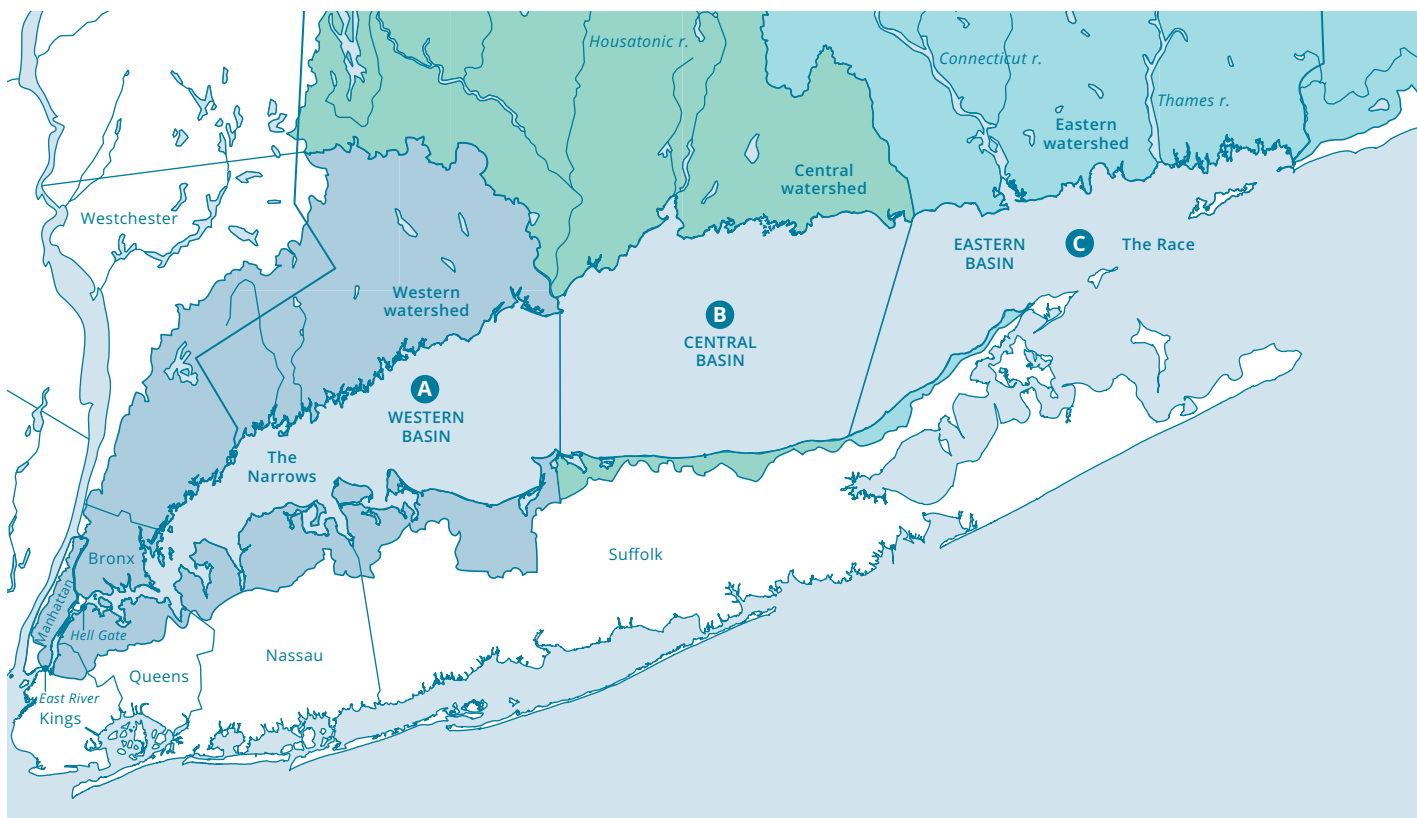 Housatonic r.
Connecticut r.
Thames r.
Eastern
watershed
Central
watershed
Westchester
EASTERN
BASIN
C
The Race
Western
watershed
B
CENTRAL
BASIN
A
WESTERN
BASIN
The
Narrows
Bronx
Suffolk
Manhattan
Hell Gate
Nassau
Queens
East River
Kings